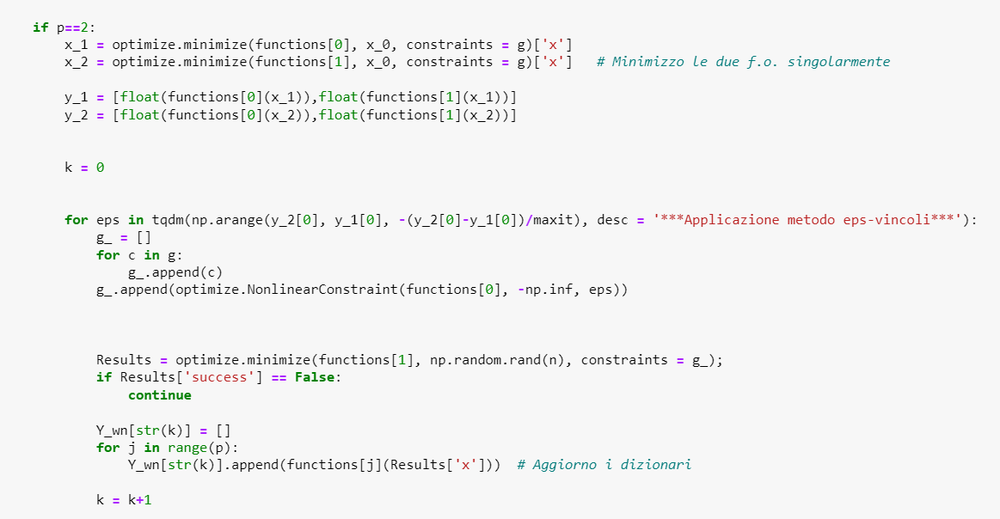 if p==2:
x_1 = optimize.minimize(functions[0], x_0, constraints = g)['x']
x_2 = optimize.minimize(functions[1], x_0, constraints = g)['x']   # Minimizzo le due f.o. singolarmente
y_1 = [float(functions[0](x_1)),float(functions[1](x_1))]
y_2 = [float(functions[0](x_2)),float(functions[1](x_2))]
k = 0
for eps in tqdm(np.arange(y_2[0], y_1[0], -(y_2[0]-y_1[0])/maxit), desc = '***Applicazione metodo eps-vincoli***'):
g_ = []
for c in g:
g_.append(c)
g_.append(optimize.NonlinearConstraint(functions[0], -np.inf, eps))
Results = optimize.minimize(functions[1], np.random.rand(n), constraints = g_);
if Results['success'] == False:
continue
Y_wn[str(k)] = []
for j in range(p):
Y_wn[str(k)].append(functions[j](Results['x']))  # Aggiorno i dizionari
k = k+1